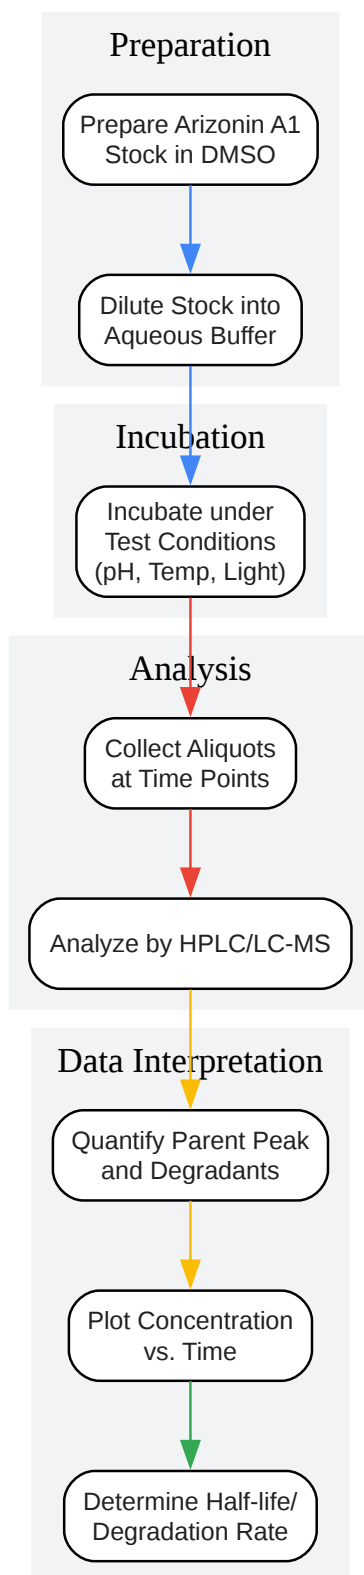 Preparation
Prepare Arizonin A1
Stock in DMSO
Dilute Stock into
Aqueous Buffer
Incubation
Incubate under
Test Conditions
(pH, Temp, Light)
Analysis
Collect Aliquots
at Time Points
Analyze by HPLC/LC-MS
Data Interpretation
Quantify Parent Peak
and Degradants
Plot Concentration
vs. Time
Determine Half-life/
Degradation Rate